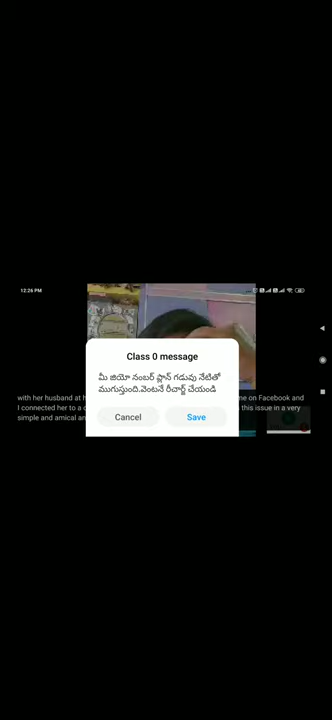 12:26 PM
Class 0 message
మీ జియో నంబర్ ప్లాన్ గడువు నేటితో
ముగుస్తుంది.వెంటనే రీచార్జ్ చేయండి
with her husband at h
me on Facebook and
I connected her to a c
this issue in a very
simple and amical an
Cancel
Save